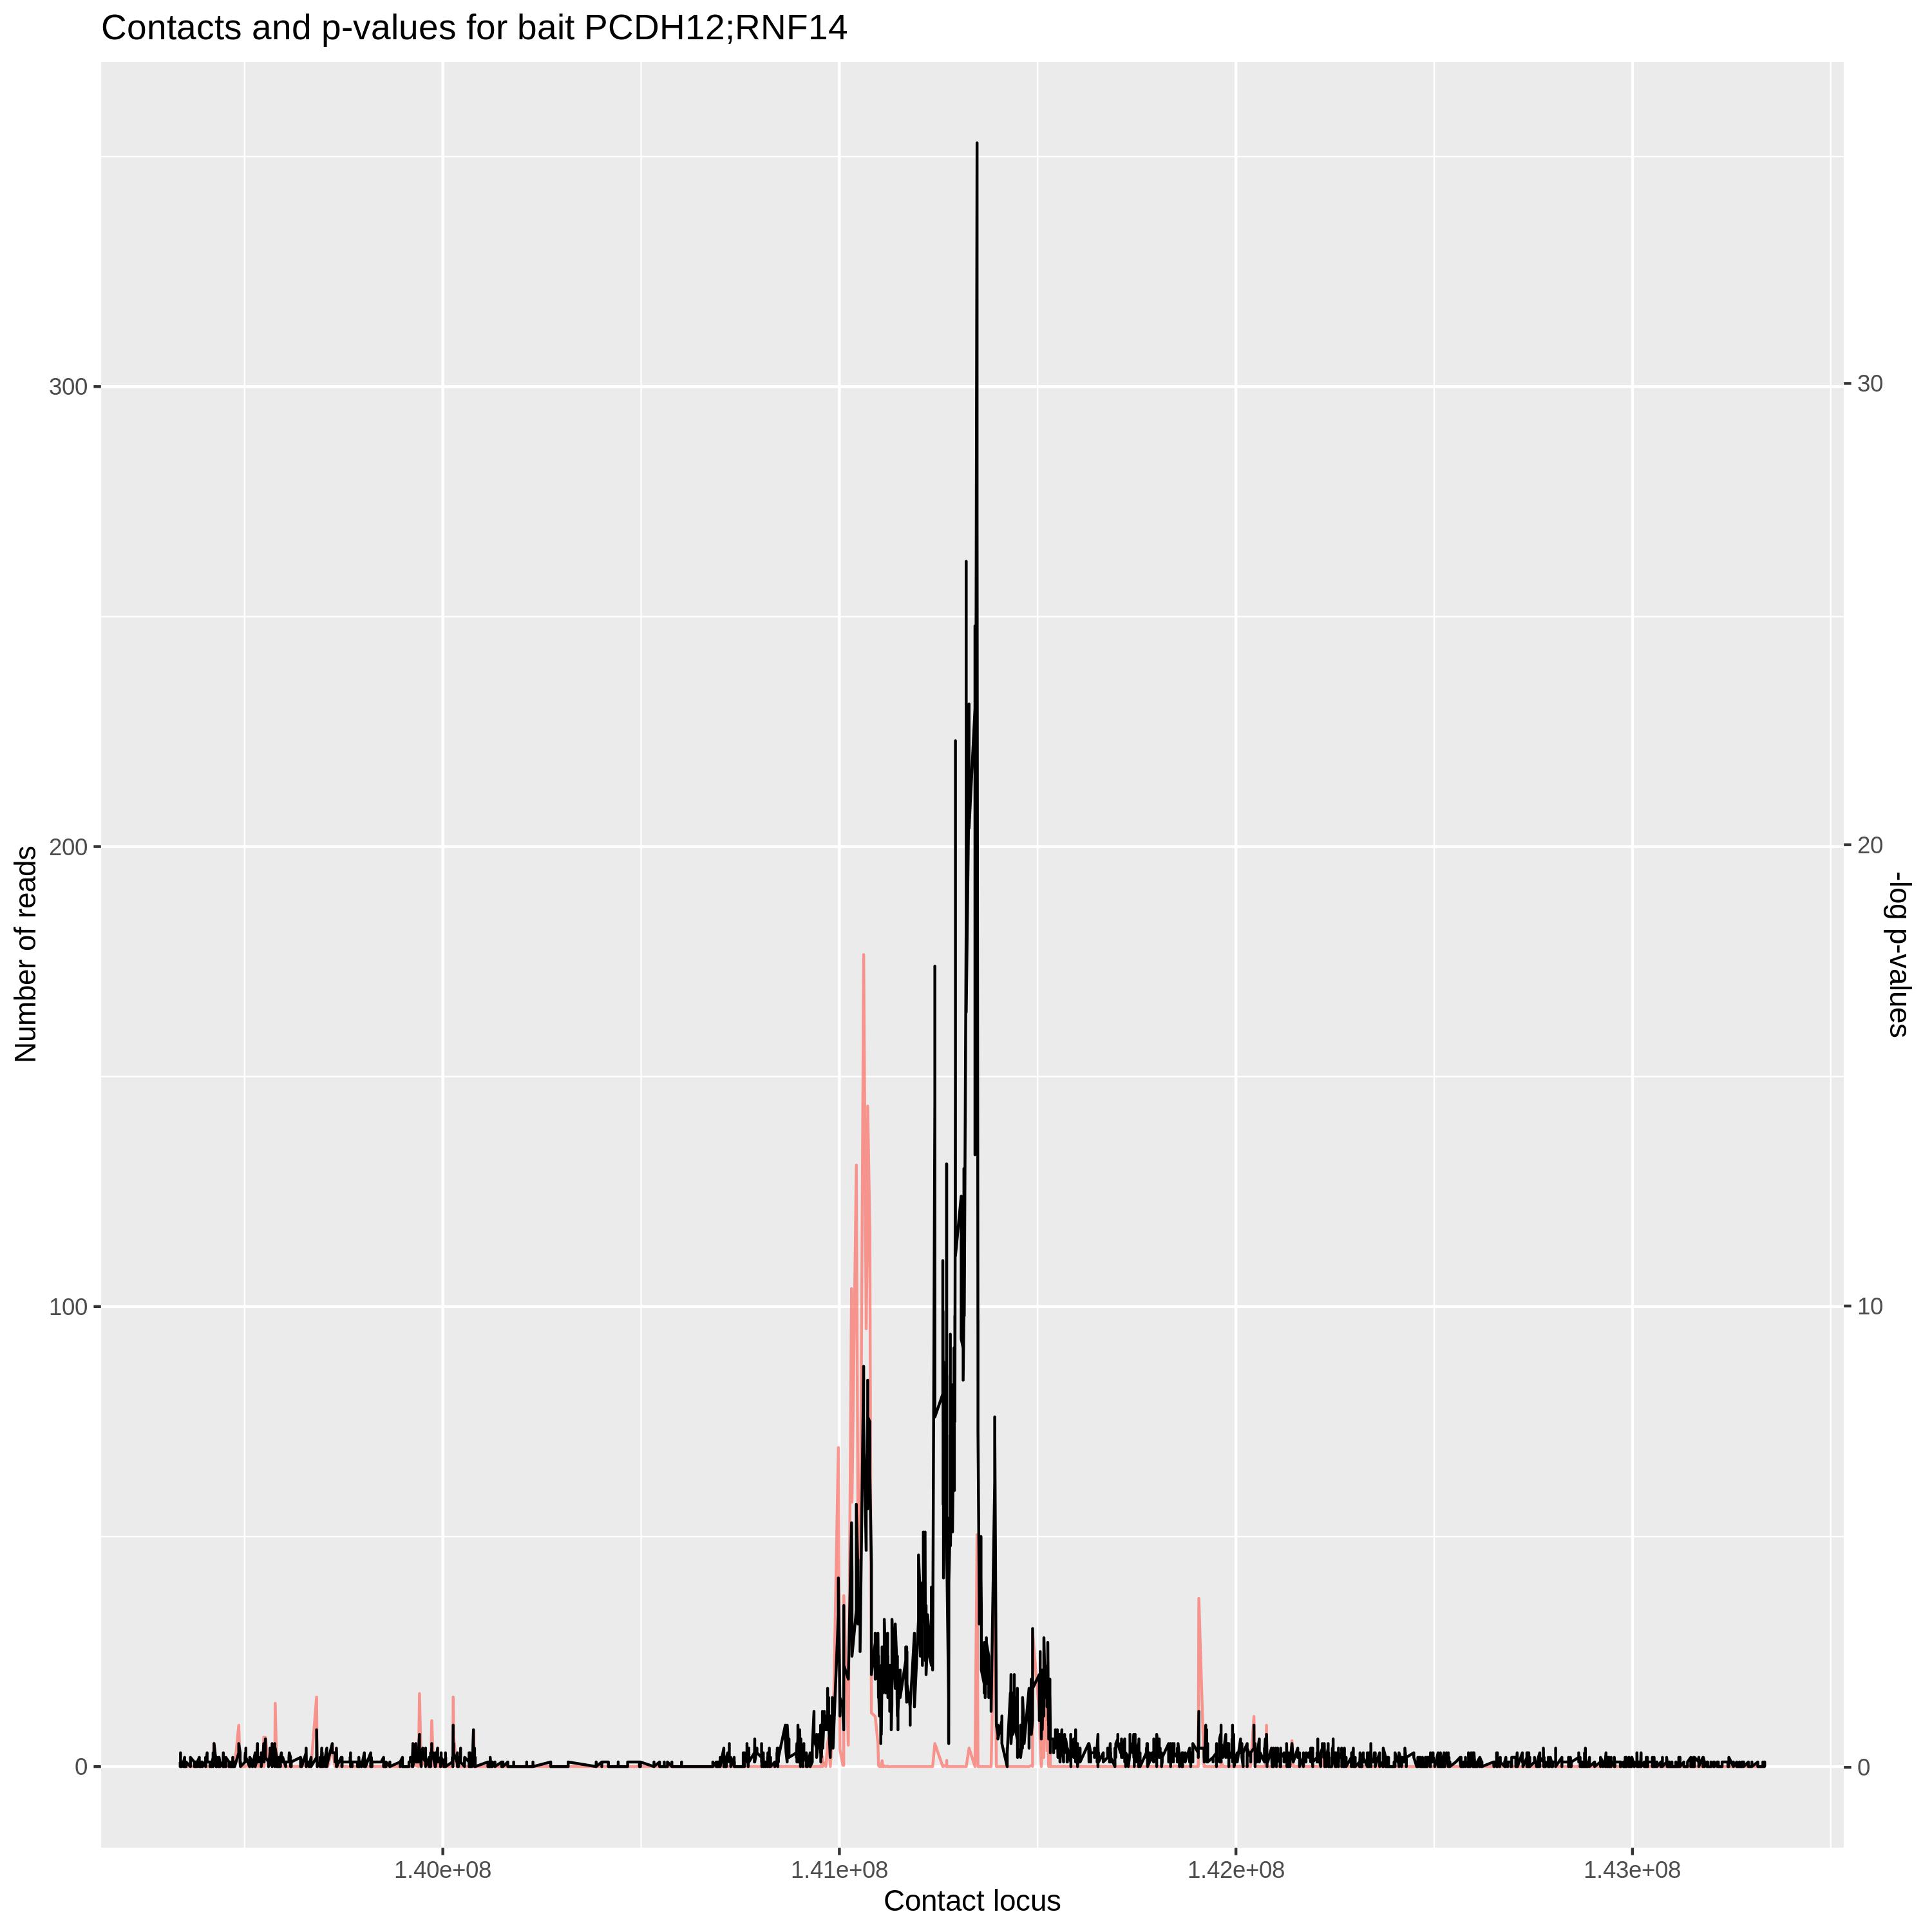 Contacts and p-values for bait PCDH12;RNF14
Number of reads
300
200
100
0
30
20
10
0
-log p-values
1.40e+08
1.41e+08
1.42e+08
1.43e+08
Contact locus